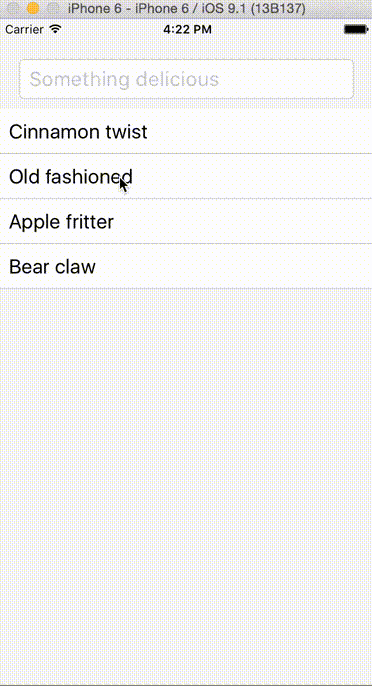 iPhone 6 - iPhone 6 / iOS 9.1 (13B137)
Carrier 4:22 PM
Something delicious
Cinnamon twist
Old fashioned
Apple fritter
Bear claw